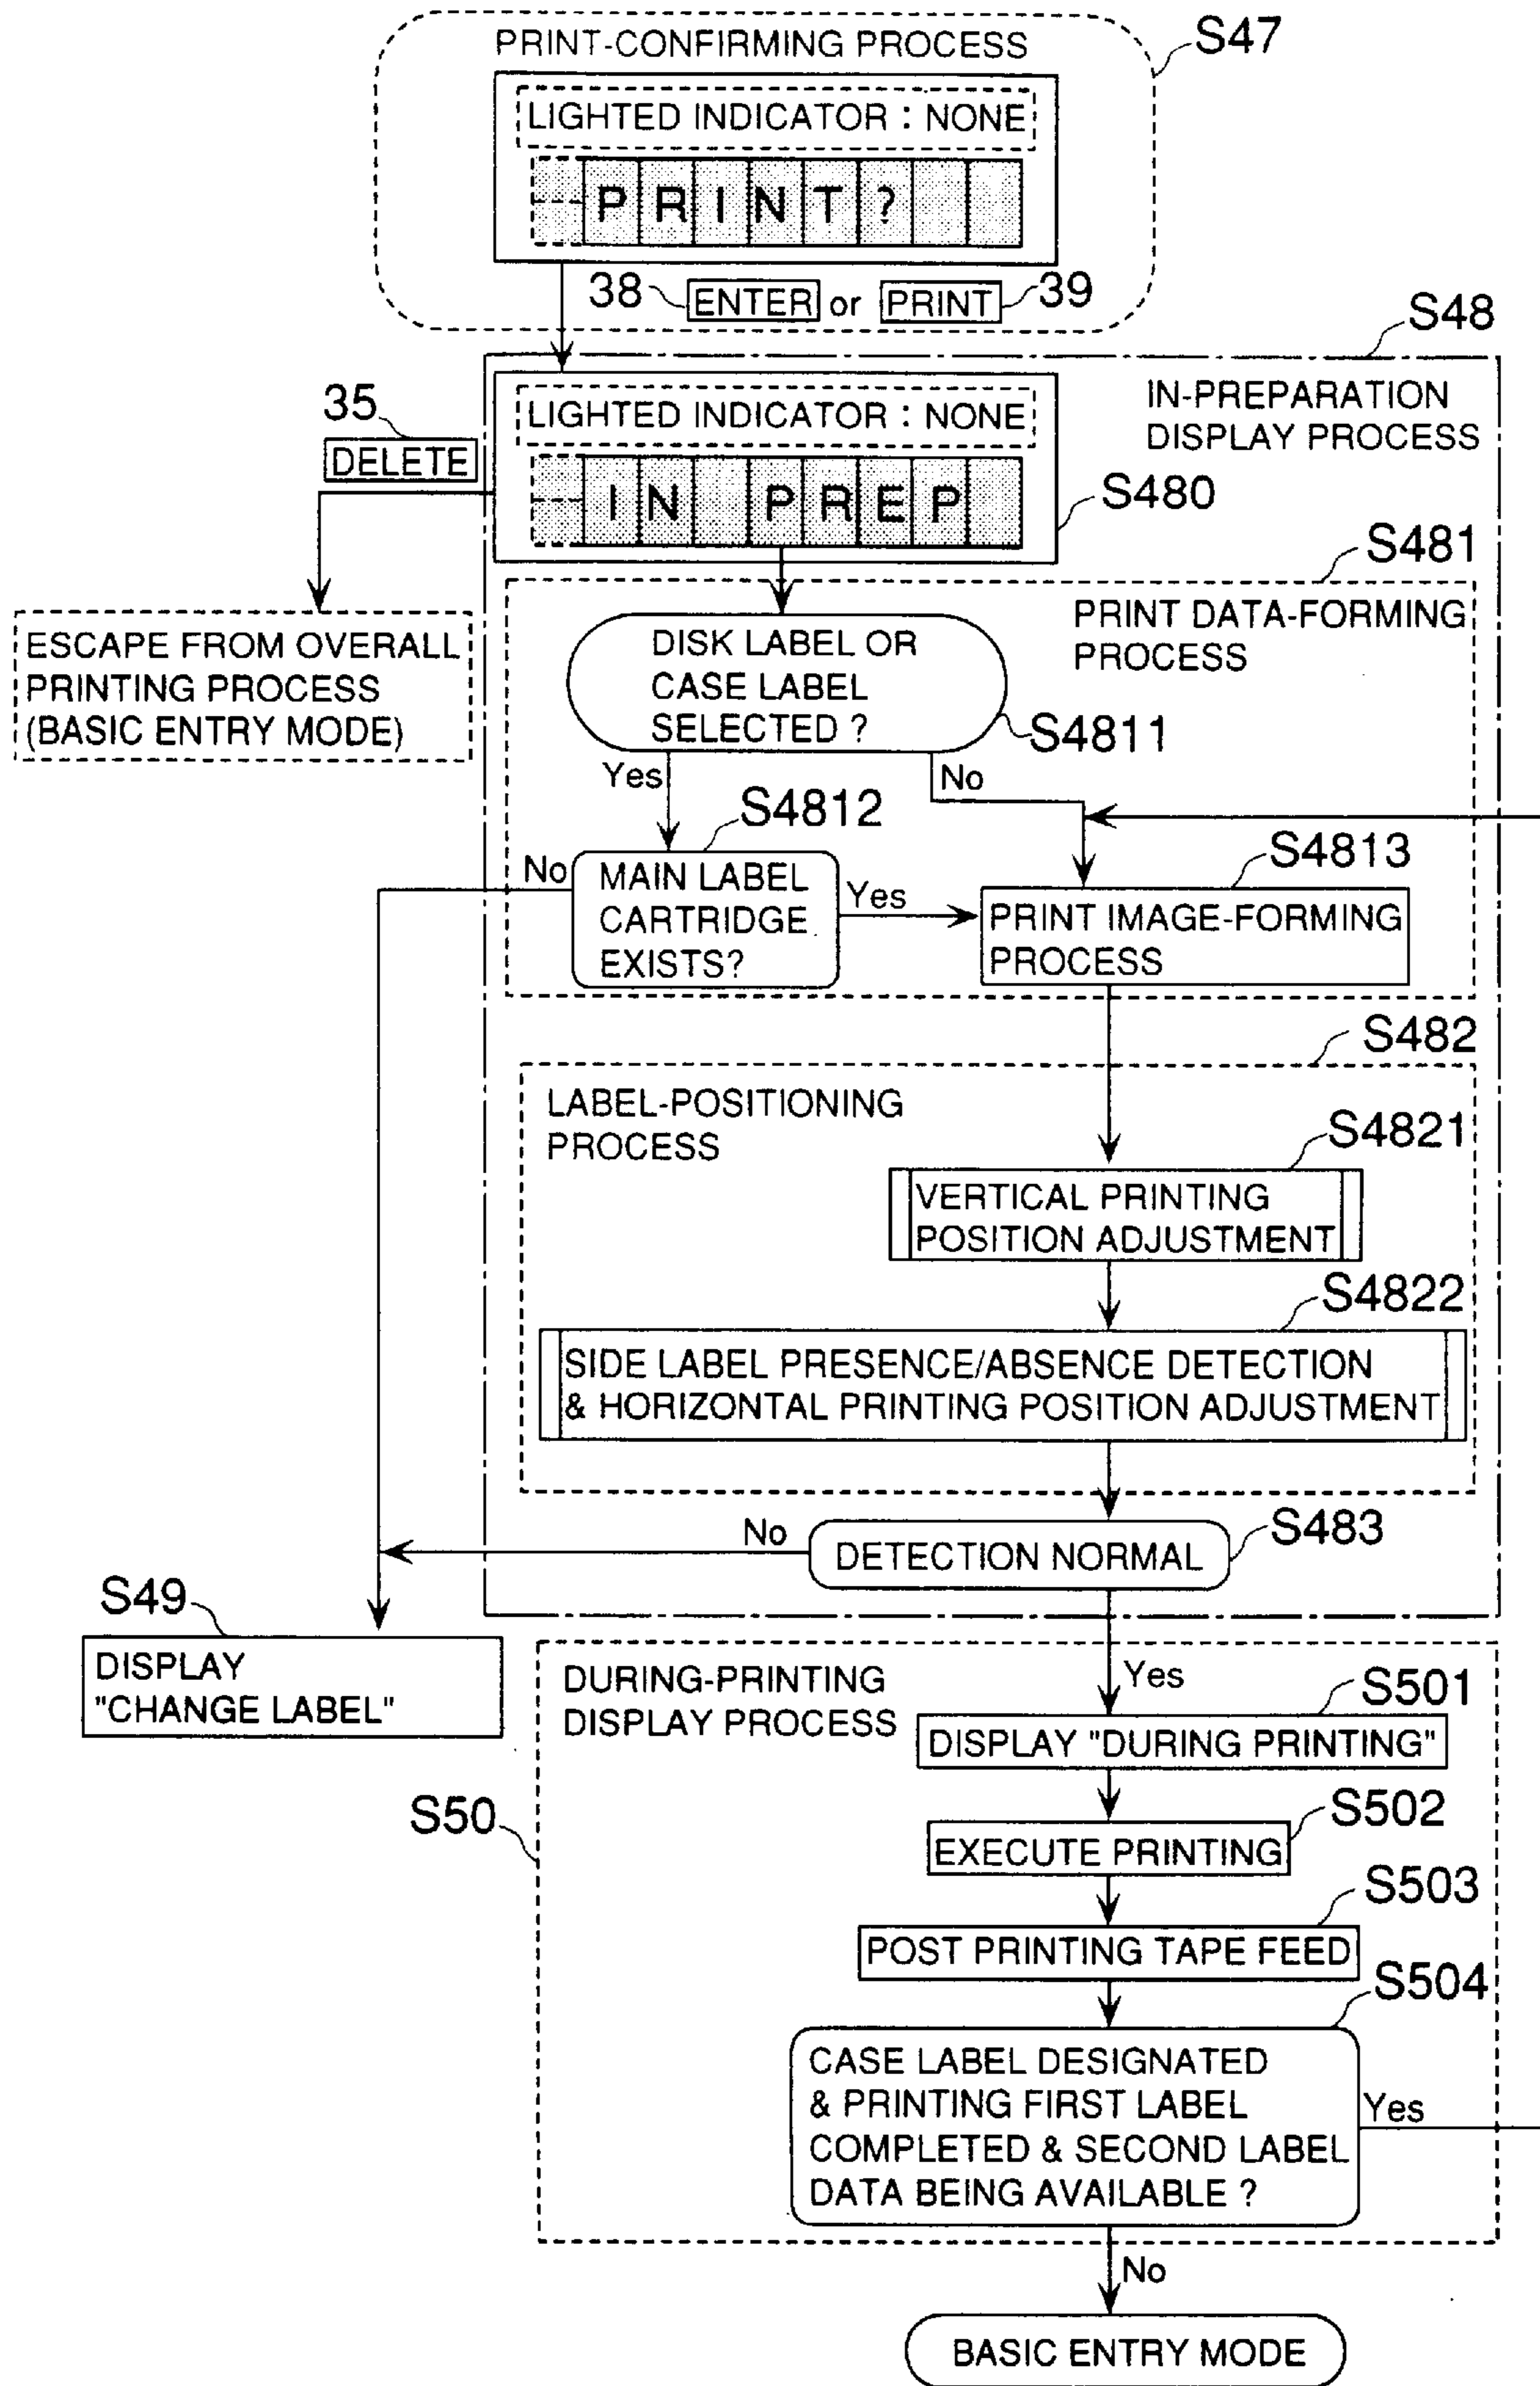 PRINT-CONFIRMING PROCESS
S47
LIGHTED INDICATOR : NONE
PRINT?
38
ENTER or PRINT
39
S48
IN-PREPARATION
DISPLAY PROCESS
35
DELETE
LIGHTED INDICATOR : NONE
IN PREP
S480
S481
ESCAPE FROM OVERALL
PRINTING PROCESS
(BASIC ENTRY MODE)
PRINT DATA-FORMING
PROCESS
DISK LABEL OR
CASE LABEL
SELECTED ?
S4811
Yes
No
S4812
No
MAIN LABEL
CARTRIDGE
EXISTS?
Yes
S4813
PRINT IMAGE-FORMING
PROCESS
S482
LABEL-POSITIONING
PROCESS
S4821
VERTICAL PRINTING
POSITION ADJUSTMENT
S4822
SIDE LABEL PRESENCE/ABSENCE DETECTION
& HORIZONTAL PRINTING POSITION ADJUSTMENT
No
DETECTION NORMAL
S483
S49
DISPLAY
"CHANGE LABEL"
DURING-PRINTING
DISPLAY PROCESS
Yes
S501
DISPLAY "DURING PRINTING"
S50
S502
EXECUTE PRINTING
S503
POST PRINTING TAPE FEED
S504
CASE LABEL DESIGNATED
& PRINTING FIRST LABEL
COMPLETED & SECOND LABEL
DATA BEING AVAILABLE ?
Yes
No
BASIC ENTRY MODE